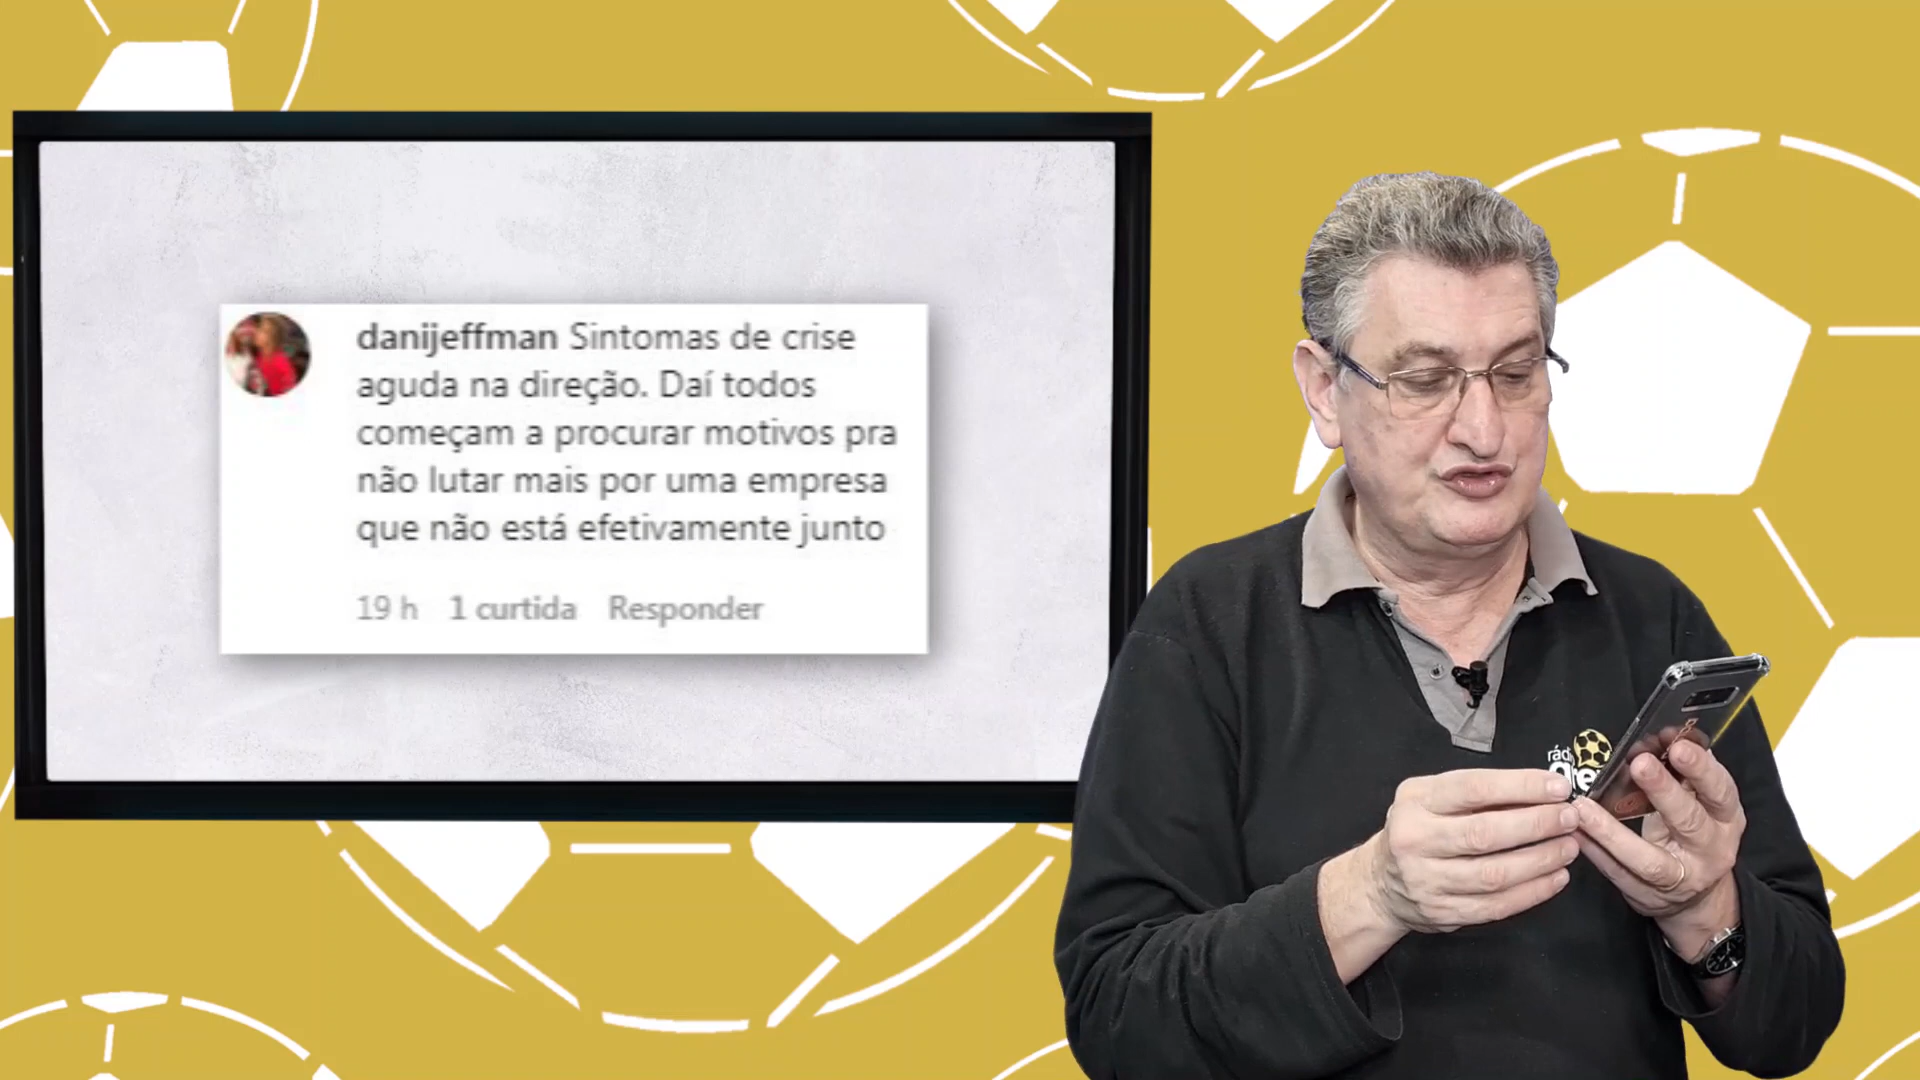 danijeffman Sintomas de crise
aguda na direção. Daí todos
começam a procurar motivos pra
não lutar mais por uma empresa
que não está efetivamente junto
19 h 1 curtida Responder